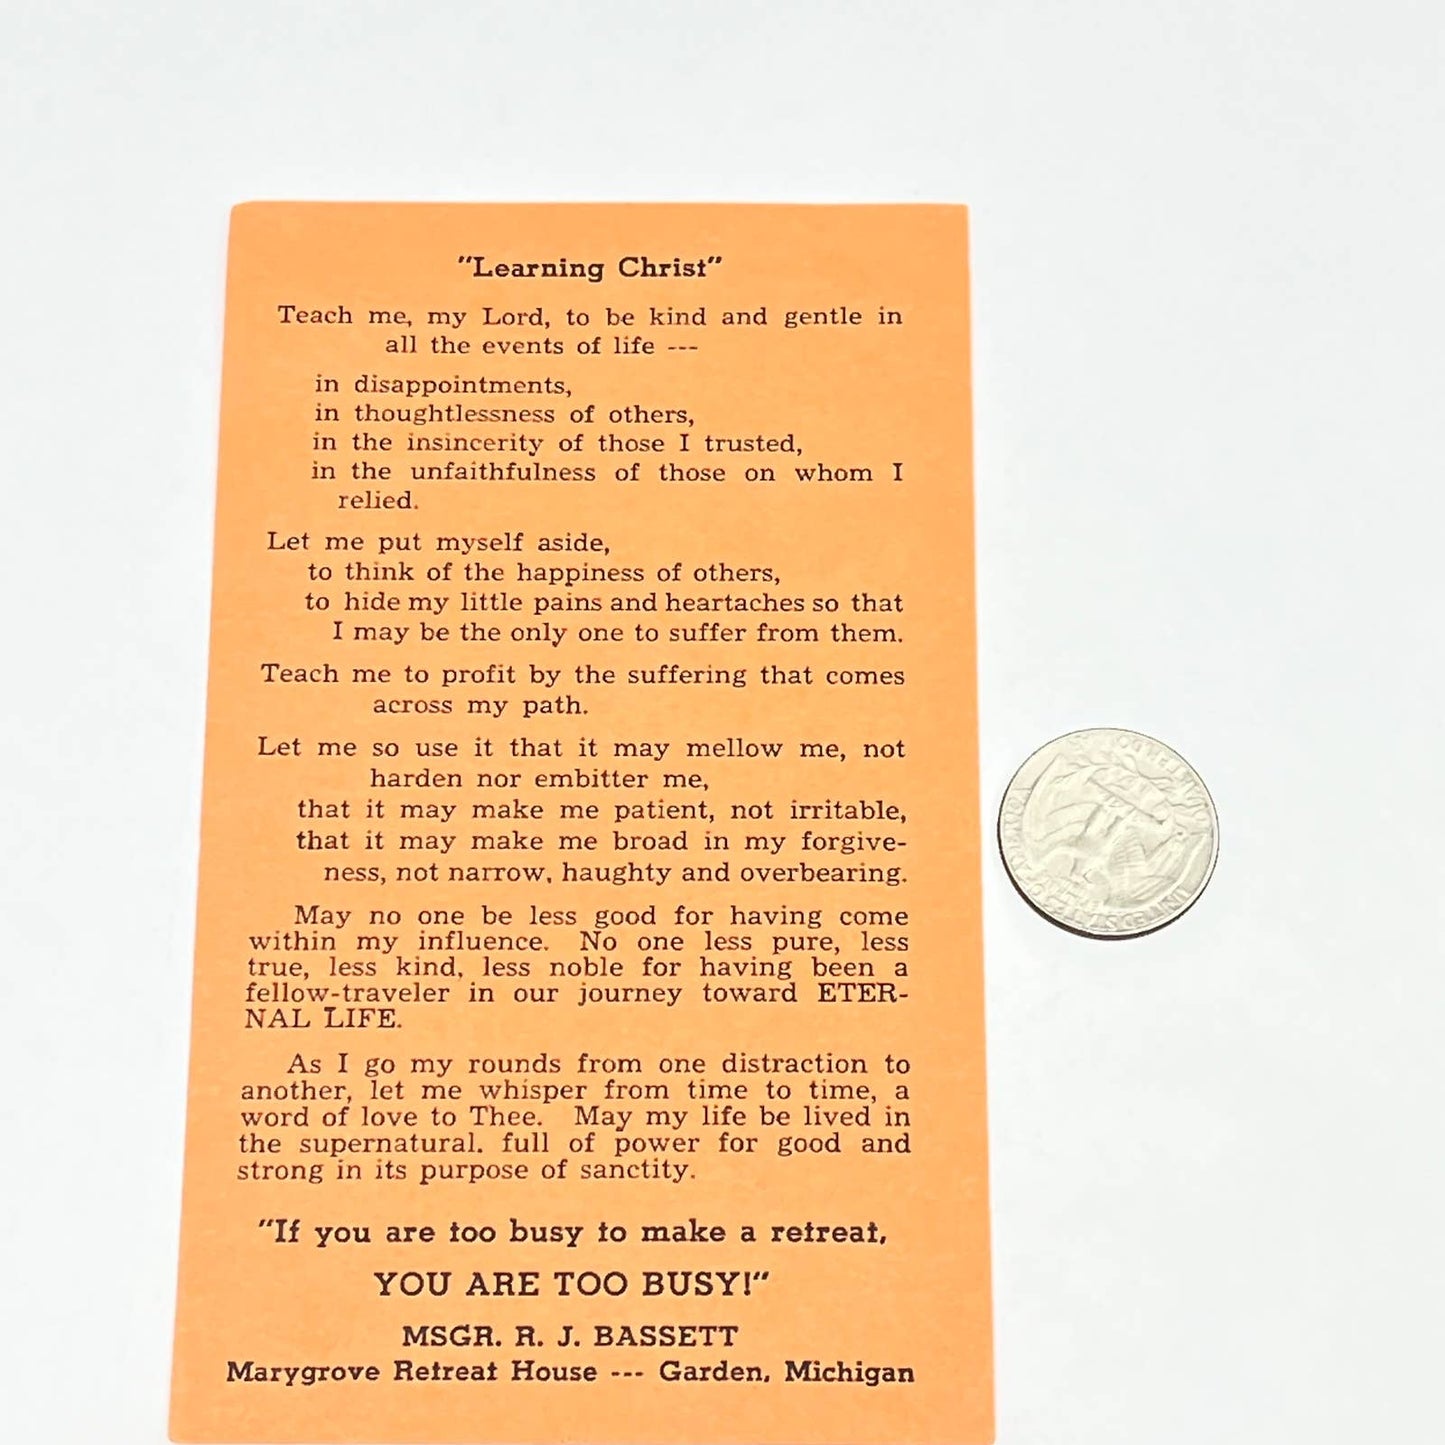 "Learning Christ"
Teach me, my Lord, to be kind and gentle in
all the events of life ---
in disappointments,
in thoughtlessness of others,
in the insincerity of those I trusted,
in the unfaithfulness of those on whom I
relied.
Let me put myself aside,
to think of the happiness of others,
to hide my little pains and heartaches so that
I may be the only one to suffer from them.
Teach me to profit by the suffering that comes
across my path.
Let me so use it that it may mellow me, not
harden nor embitter me,
that it may make me patient, not irritable,
that it may make me broad in my forgive-
ness, not narrow, haughty and overbearing.
May no one be less good for having come
within my influence. No one less pure, less
true, less kind, less noble for having been a
fellow-traveler in our journey toward ETER-
NAL LIFE.
As I go my rounds from one distraction to
another, let me whisper from time to time, a
word of love to Thee. May my life be lived in
the supernatural. full of power for good and
strong in its purpose of sanctity.
"If you are too busy to make a retreat,
YOU ARE TOO BUSY!"
MSGR. R. J. BASSETT
Marygrove Retreat House --- Garden, Michigan